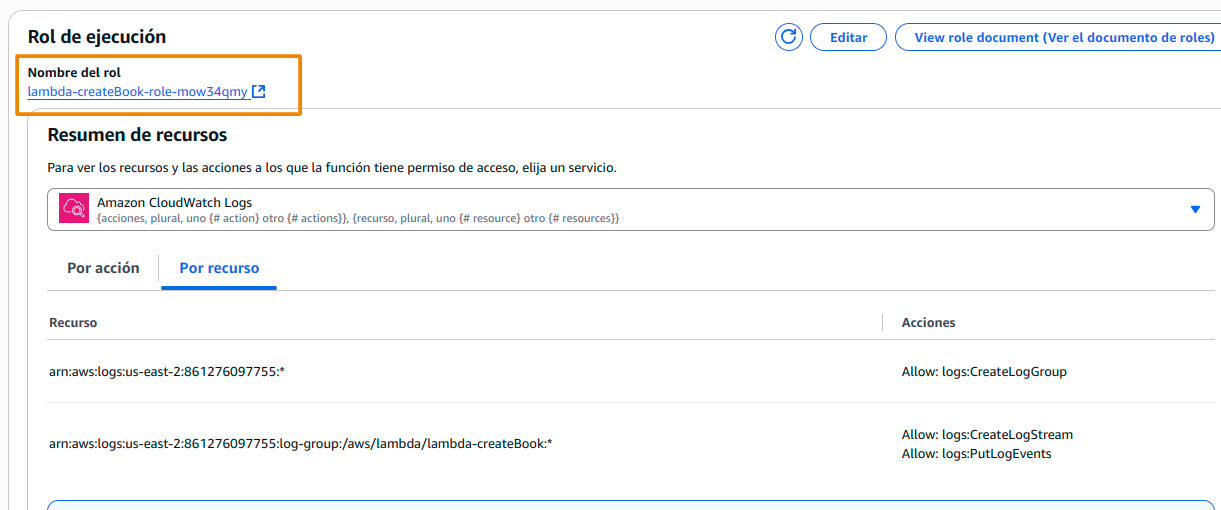 Rol de ejecución
Editar
View role document (Ver el documento de roles)
Nombre del rol
lambda-createBook-role-mow34qmy
Resumen de recursos
Para ver los recursos y las acciones a los que la función tiene permiso de acceso, elija un servicio.
Amazon CloudWatch Logs
{acciones, plural, uno {# action} otro {# actions}}, {recurso, plural, uno {# resource} otro {# resources}}
Por acción
Por recurso
Recurso
Acciones
arn:aws:logs:us-east-2:861276097755:*
Allow: logs:CreateLogGroup
arn:aws:logs:us-east-2:861276097755:log-group:/aws/lambda/lambda-createBook:*
Allow: logs:CreateLogStream
Allow: logs:PutLogEvents